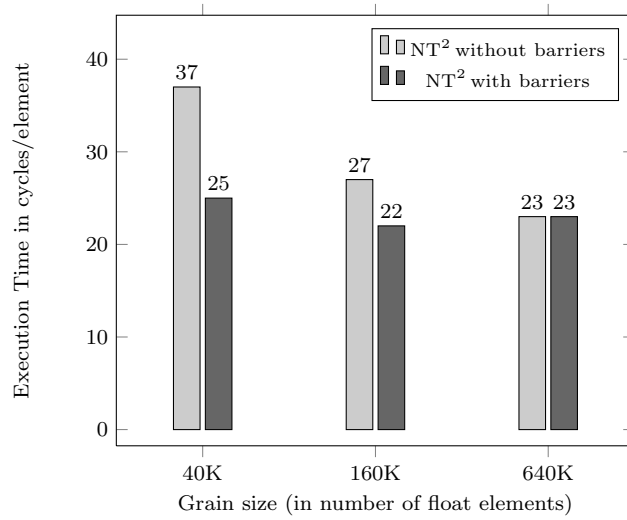 NT² without barriers
NT² with barriers
Execution Time in cycles/element
40
30
20
10
0
37
25
27
22
23
23
40K
160K
640K
Grain size (in number of float elements)